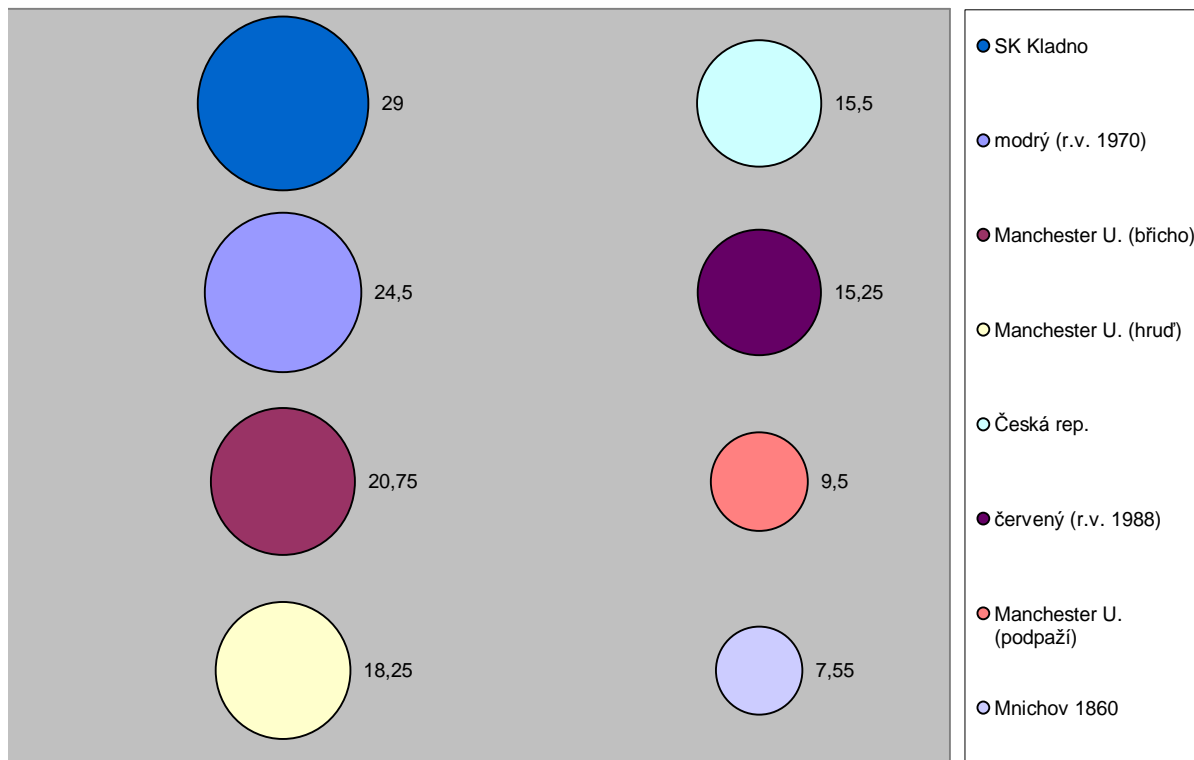 29
15,5
24,5
15,25
20,75
9,5
18,25
7,55
SK Kladno
modrý (r.v. 1970)
Manchester U. (břicho)
Manchester U. (hruď)
Česká rep.
červený (r.v. 1988)
Manchester U.
(podpaží)
Mnichov 1860